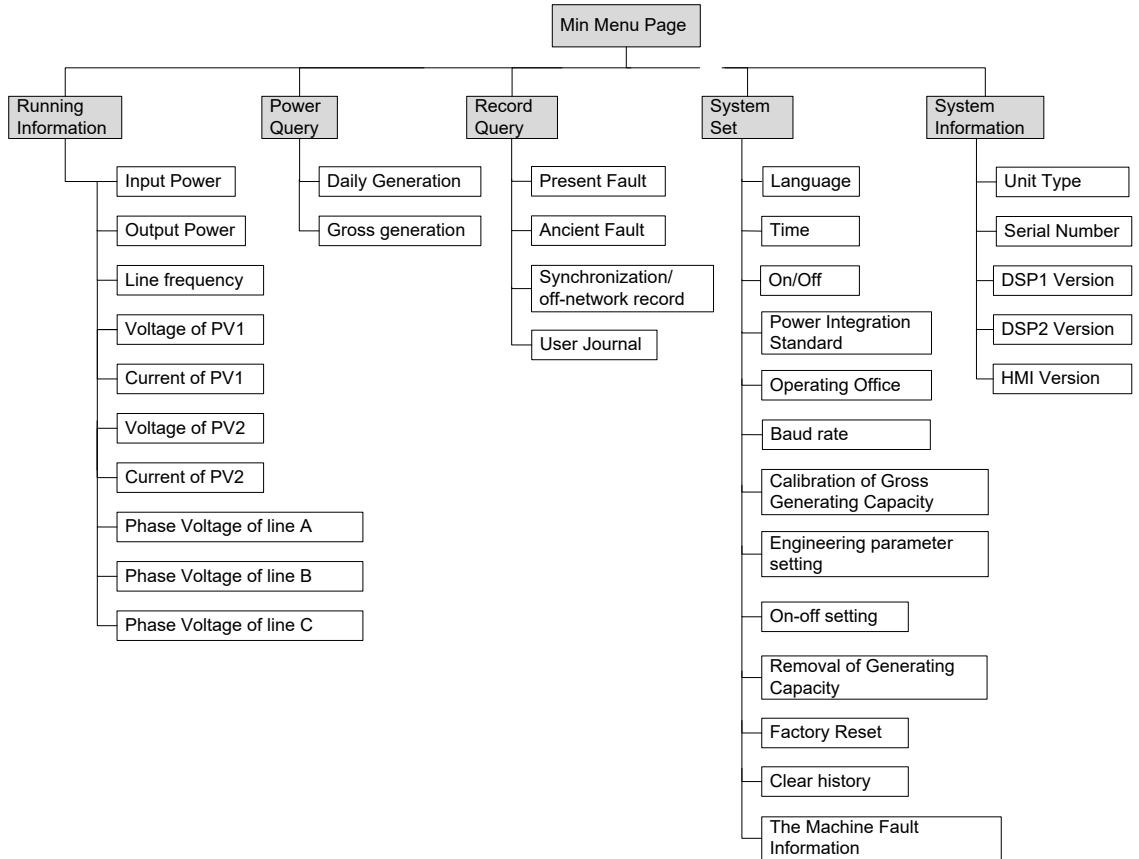 Min Menu Page
Running
Information
Power
Query
Record
Query
System
Set
System
Information
Input Power
Output Power
Line frequency
Voltage of PV1
Current of PV1
Voltage of PV2
Current of PV2
Phase Voltage of line A
Phase Voltage of line B
Phase Voltage of line C
Daily Generation
Gross generation
Present Fault
Ancient Fault
Synchronization/
off-network record
User Journal
Language
Time
On/Off
Power Integration
Standard
Operating Office
Baud rate
Calibration of Gross
Generating Capacity
Engineering parameter
setting
On-off setting
Removal of Generating
Capacity
Factory Reset
Clear history
The Machine Fault
Information
Unit Type
Serial Number
DSP1 Version
DSP2 Version
HMI Version